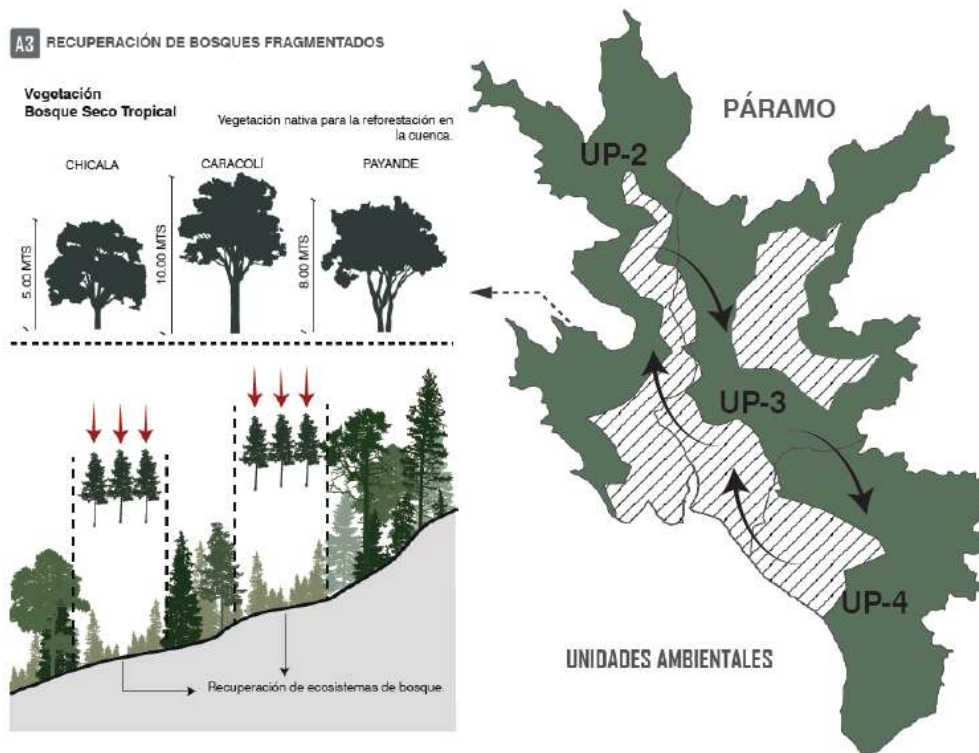 A3 RECUPERACIÓN DE BOSQUES FRAGMENTADOS
Vegetación
Bosque Seco Tropical
Vegetación nativa para la reforestación en
la cuenca.
CHICALA
CARACOLÍ
PAYANDE
5.00 MTS
10.00 MTS
8.00 MTS
Recuperación de ecosistemas de bosque.
PÁRAMO
UP-2
UP-3
UP-4
UNIDADES AMBIENTALES